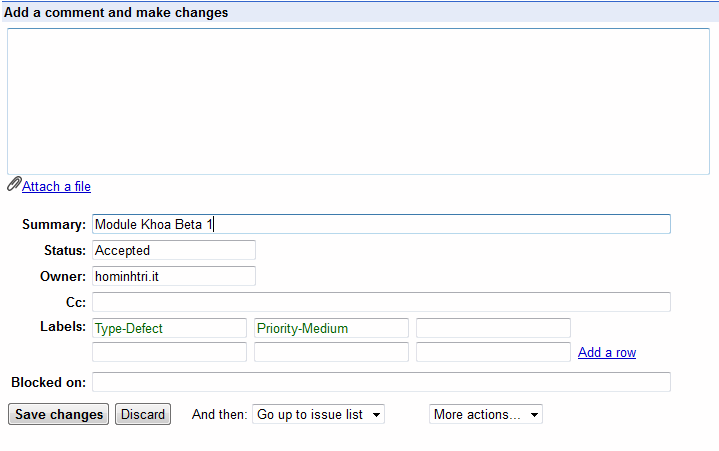 Add a comment and make changes
Attach a file
Summary: Module Khoa Beta 1
Status: Accepted
Owner: hominhtri.it
Cc:
Labels: Type-Defect Priority-Medium
Add a row
Blocked on:
Save changes Discard And then: Go up to issue list More actions...